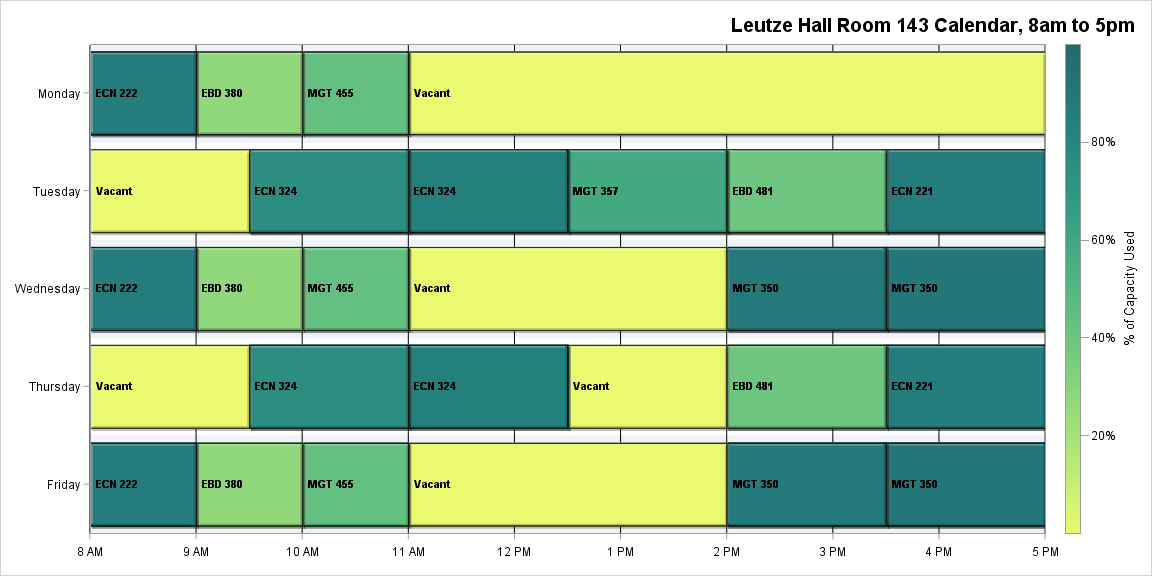 Leutze Hall Room 143 Calendar, 8am to 5pm
Monday
ECN 222
EBD 380
MGT 455
Vacant
80%
Tuesday
Vacant
ECN 324
ECN 324
MGT 357
EBD 481
ECN 221
60%
% of Capacity Used
Wednesday
ECN 222
EBD 380
MGT 455
Vacant
MGT 350
MGT 350
40%
Thursday
Vacant
ECN 324
ECN 324
Vacant
EBD 481
ECN 221
20%
Friday
ECN 222
EBD 380
MGT 455
Vacant
MGT 350
MGT 350
8 AM
9 AM
10 AM
11 AM
12 PM
1 PM
2 PM
3 PM
4 PM
5 PM